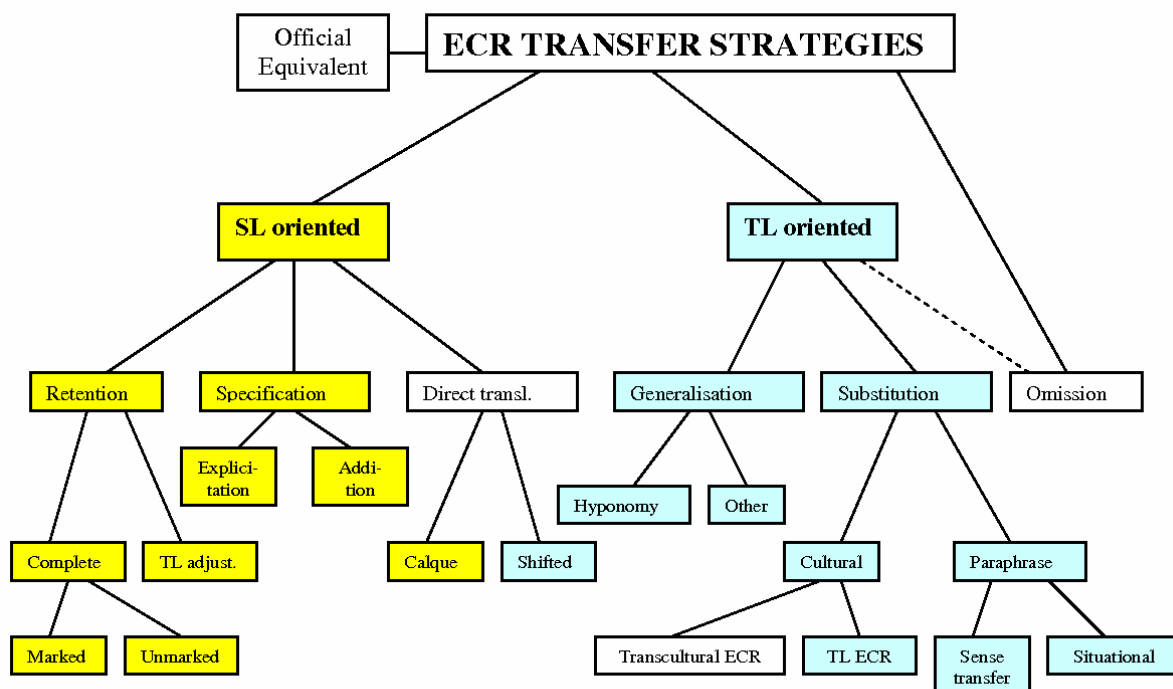 Official
Equivalent
ECR TRANSFER STRATEGIES
SL oriented
TL oriented
Retention
Specification
Direct transl.
Generalisation
Substitution
Omission
Explici-
tation
Addi-
tion
Hyponomy
Other
Complete
TL adjust.
Calque
Shifted
Cultural
Paraphrase
Marked
Unmarked
Transcultural ECR
TL ECR
Sense
transfer
Situational